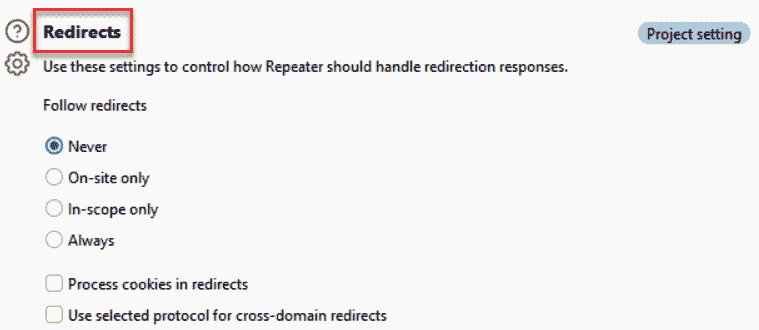 Redirects
Project setting
Use these settings to control how Repeater should handle redirection responses.
Follow redirects
Never
On-site only
In-scope only
Always
Process cookies in redirects
Use selected protocol for cross-domain redirects